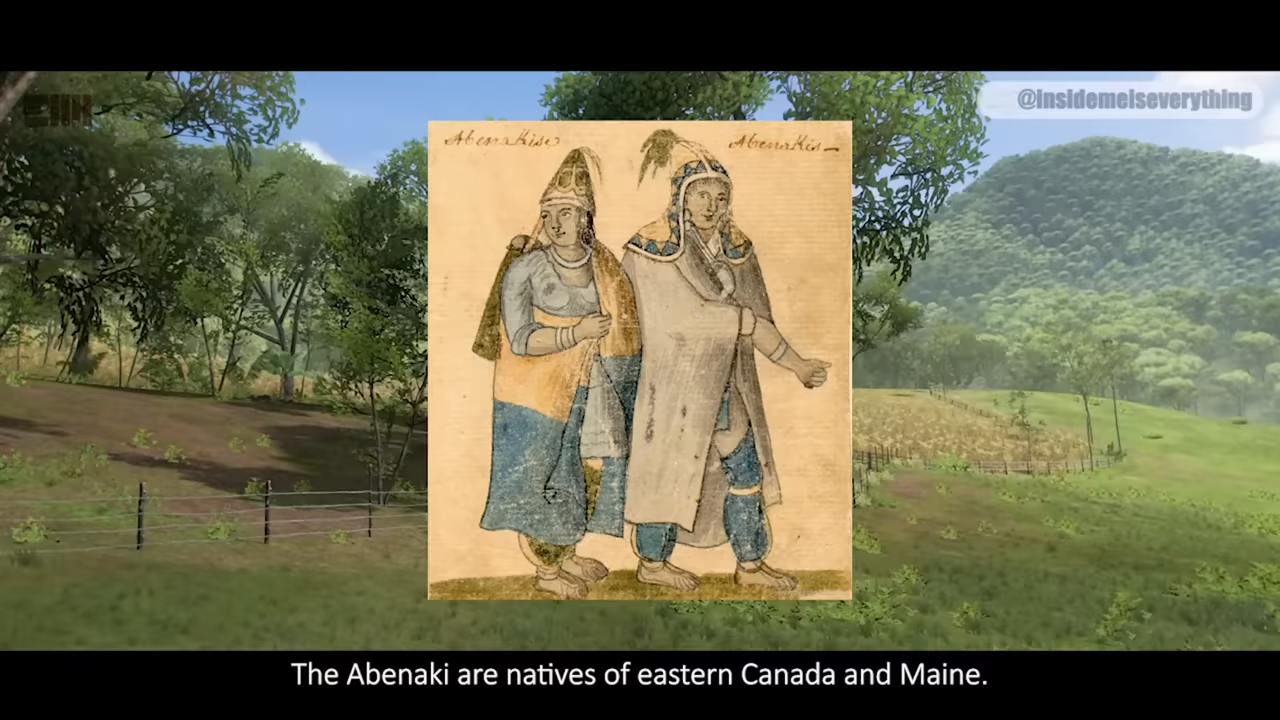 @insidemeiseverything
Abenakise Abenakis
The Abenaki are natives of eastern Canada and Maine.